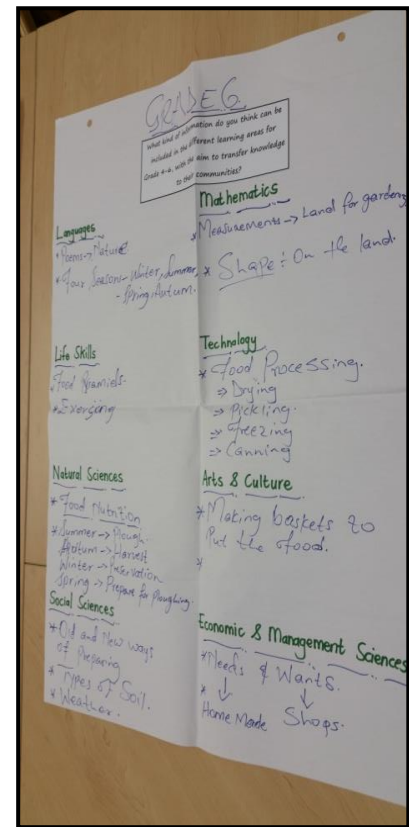 GRADE 6
What kind of information do you think can be
included in the different learning areas for
Grade 4-6, with the aim to transfer knowledge
to their communities?
Languages
* Poems → Nature
* Four Seasons - Winter, Summer,
- Spring, Autumn.
Life Skills
Food
*
Natural Sciences
* Food Nutrition
* Summer → Plough
→ Harvest
Winter → Preservation
Spring → Prepare for Ploughing.
Social Sciences
* Old and New ways
of Preparing
* Types of Soil.
* Weather.
Mathematics
* Measurements → Land for gardens
* Shape : On the land.
Technology
* Food Processing.
⇒ Drying
⇒ Pickling.
⇒ Freezing
⇒ Canning
Arts & Culture
* Making baskets to
Put the food.
*
Economic & Management Sciences
* Needs & Wants.
* ↓ ↓
Home Made Shops.